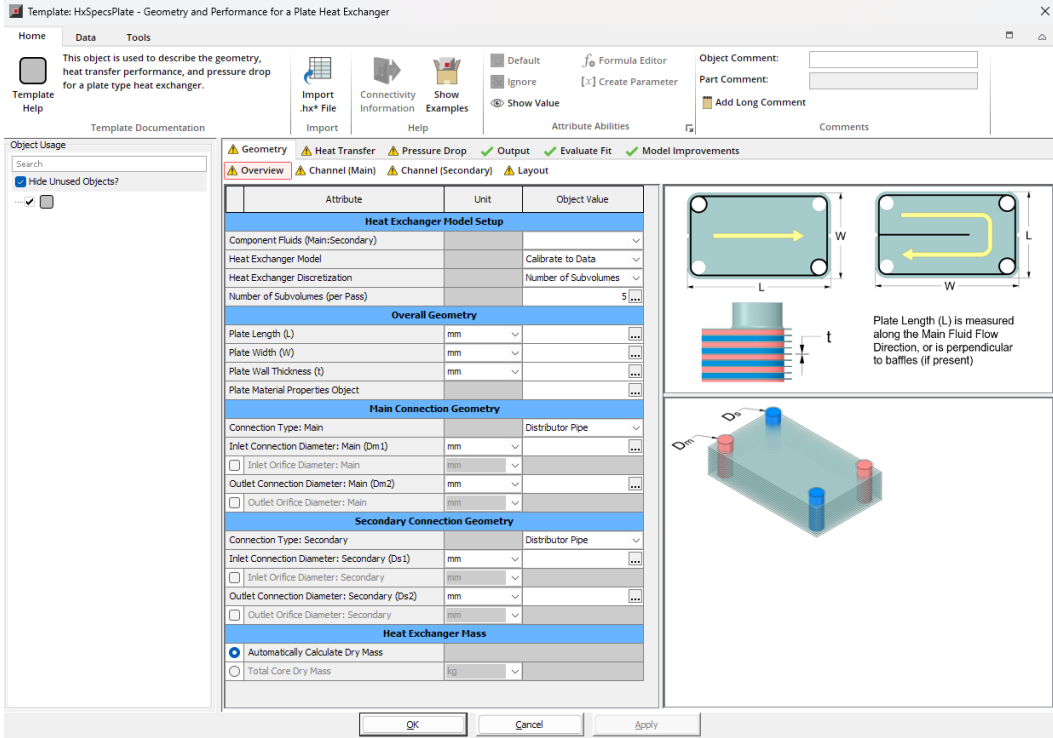 Template: HxSpecsPlate - Geometry and Performance for a Plate Heat Exchanger
Home Data Tools
Template Help
This object is used to describe the geometry,
heat transfer performance, and pressure drop
for a plate type heat exchanger.
Template Documentation
Import .hx* File
Import
Connectivity Information
Show Examples
Help
Default
Ignore
Show Value
Formula Editor
[x] Create Parameter
Attribute Abilities
Object Comment:
Part Comment:
Add Long Comment
Comments
Object Usage
Search
Hide Unused Objects?
Geometry Heat Transfer Pressure Drop Output Evaluate Fit Model Improvements
Overview Channel (Main) Channel (Secondary) Layout
Attribute Unit Object Value
Heat Exchanger Model Setup
Component Fluids (Main:Secondary)
Heat Exchanger Model Calibrate to Data
Heat Exchanger Discretization Number of Subvolumes
Number of Subvolumes (per Pass) 5 ...
Overall Geometry
Plate Length (L) mm ...
Plate Width (W) mm ...
Plate Wall Thickness (t) mm ...
Plate Material Properties Object ...
Main Connection Geometry
Connection Type: Main Distributor Pipe
Inlet Connection Diameter: Main (Dm1) mm ...
Inlet Orifice Diameter: Main mm
Outlet Connection Diameter: Main (Dm2) mm ...
Outlet Orifice Diameter: Main mm
Secondary Connection Geometry
Connection Type: Secondary Distributor Pipe
Inlet Connection Diameter: Secondary (Ds1) mm ...
Inlet Orifice Diameter: Secondary mm
Outlet Connection Diameter: Secondary (Ds2) mm ...
Outlet Orifice Diameter: Secondary mm
Heat Exchanger Mass
Automatically Calculate Dry Mass
Total Core Dry Mass kg
W
L
L
W
t
Plate Length (L) is measured
along the Main Fluid Flow
Direction, or is perpendicular
to baffles (if present)
Ds
Dm
OK Cancel Apply